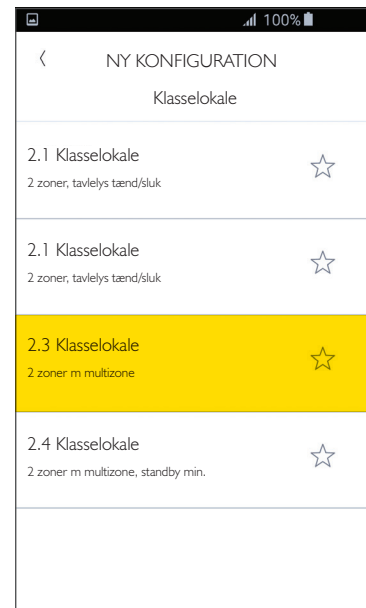 100%
NY KONFIGURATION
Klasselokale
2.1 Klasselokale
2 zoner, tavlelys tænd/sluk
2.1 Klasselokale
2 zoner, tavlelys tænd/sluk
2.3 Klasselokale
2 zoner m multizone
2.4 Klasselokale
2 zoner m multizone, standby min.